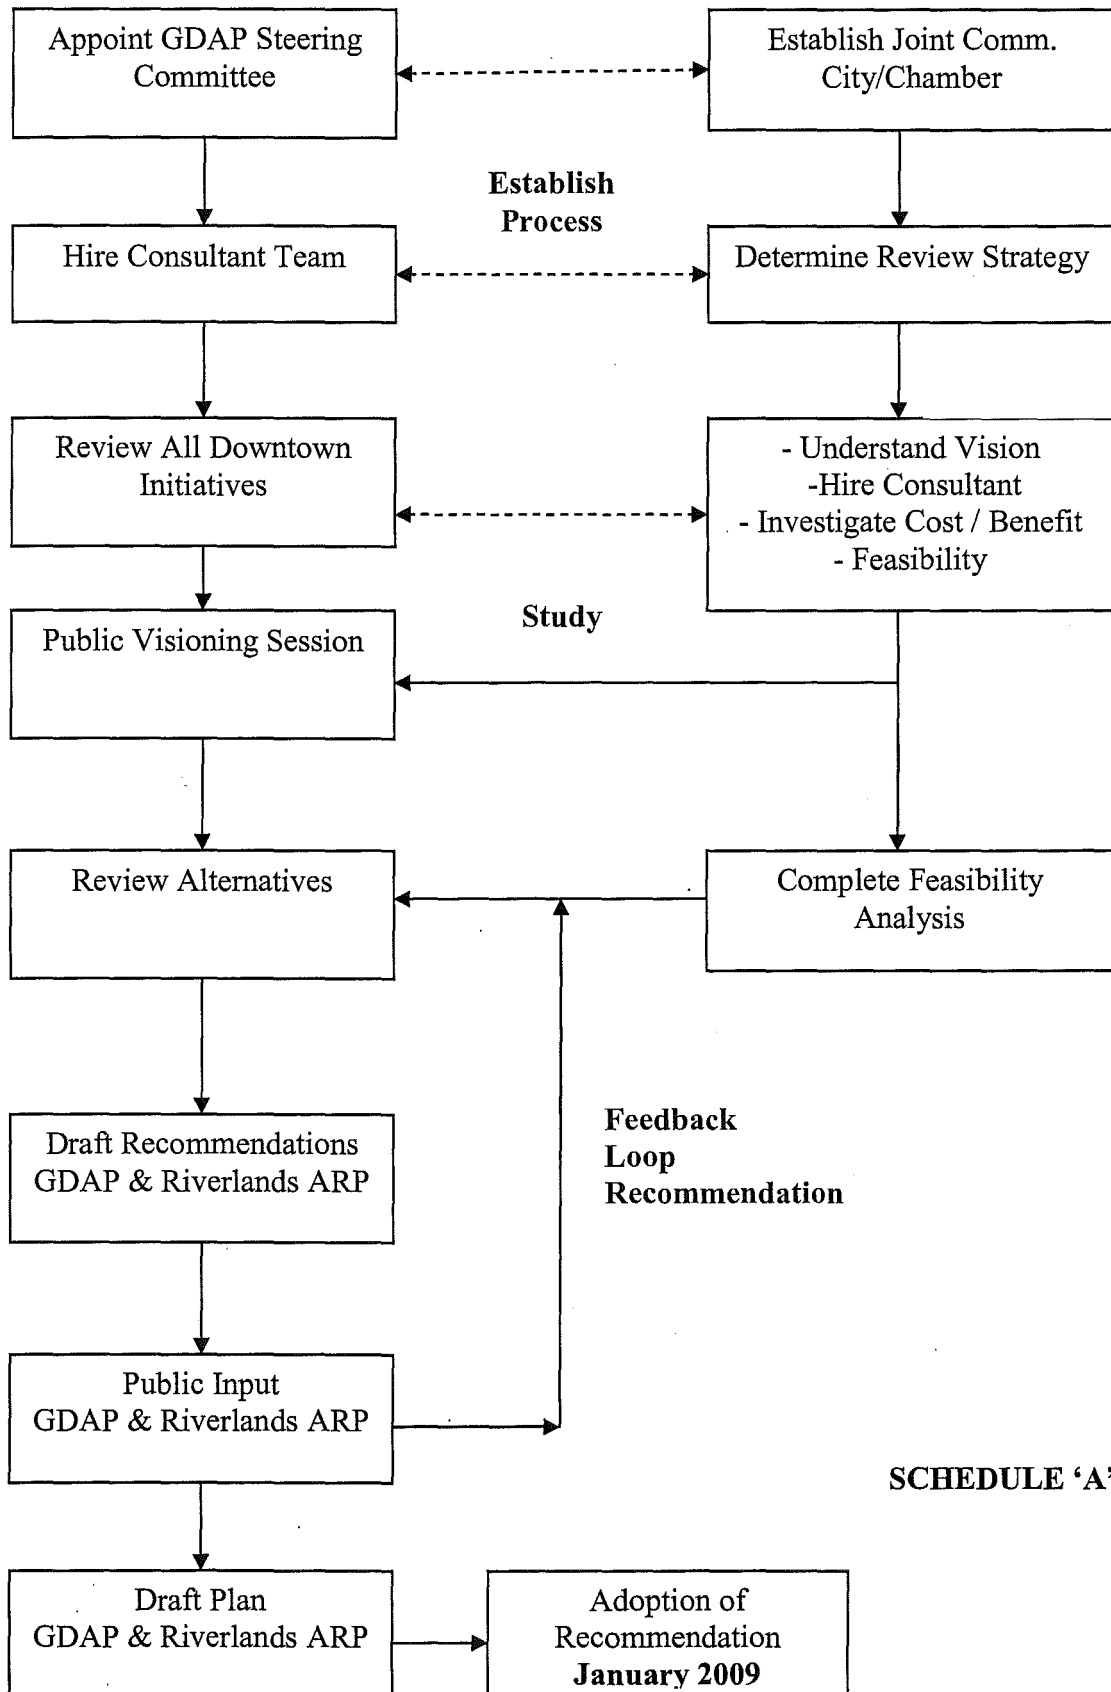 Appoint GDAP Steering
Committee
Establish Joint Comm.
City/Chamber
Establish
Process
Hire Consultant Team
Determine Review Strategy
Review All Downtown
Initiatives
- Understand Vision
-Hire Consultant
- Investigate Cost / Benefit
- Feasibility
Study
Public Visioning Session
Review Alternatives
Complete Feasibility
Analysis
Draft Recommendations
GDAP & Riverlands ARP
Feedback
Loop
Recommendation
Public Input
GDAP & Riverlands ARP
SCHEDULE ‘A’
Draft Plan
GDAP & Riverlands ARP
Adoption of
Recommendation
January 2009